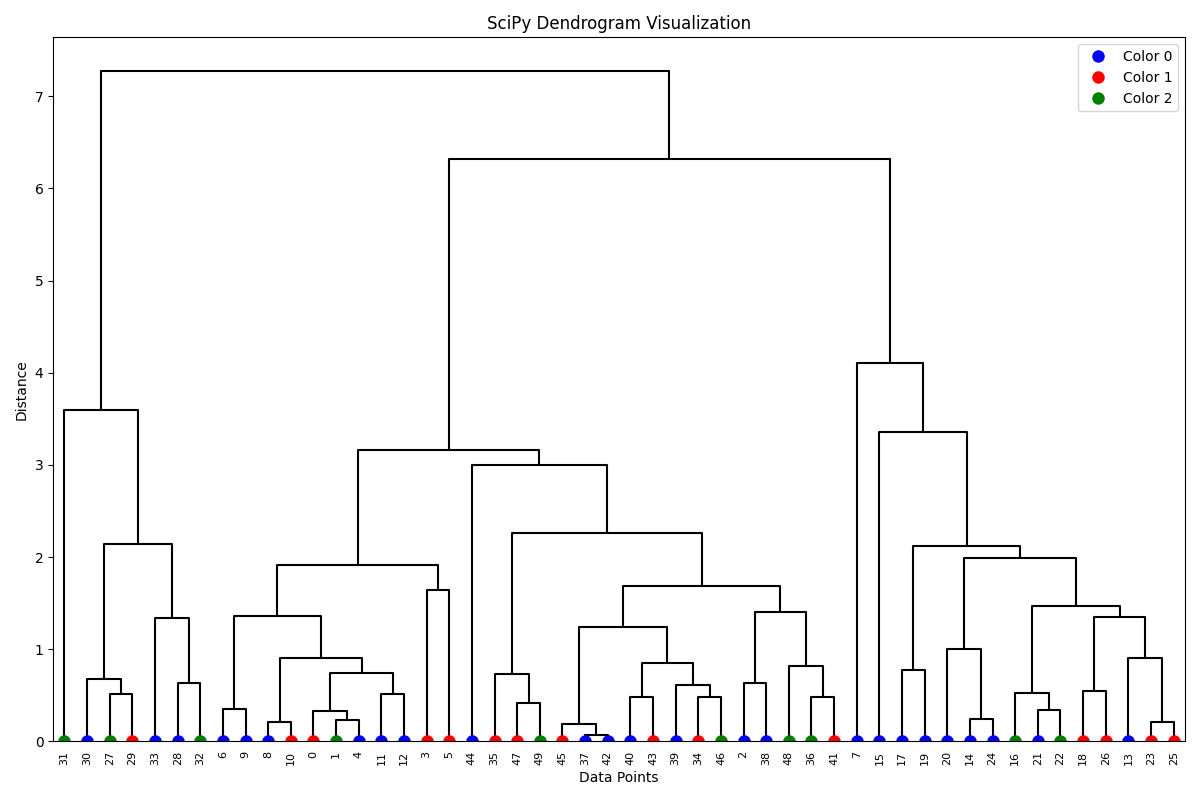 SciPy Dendrogram Visualization
Color 0
Color 1
Color 2
7
6
5
4
3
2
1
0
Distance
31 30 27 29 33 28 32 6 9 8 10 0 1 4 11 12 3 5 44 35 47 49 45 37 42 40 43 39 34 46 2 38 48 36 41 7 15 17 19 20 14 24 16 21 22 18 26 13 23 25
Data Points